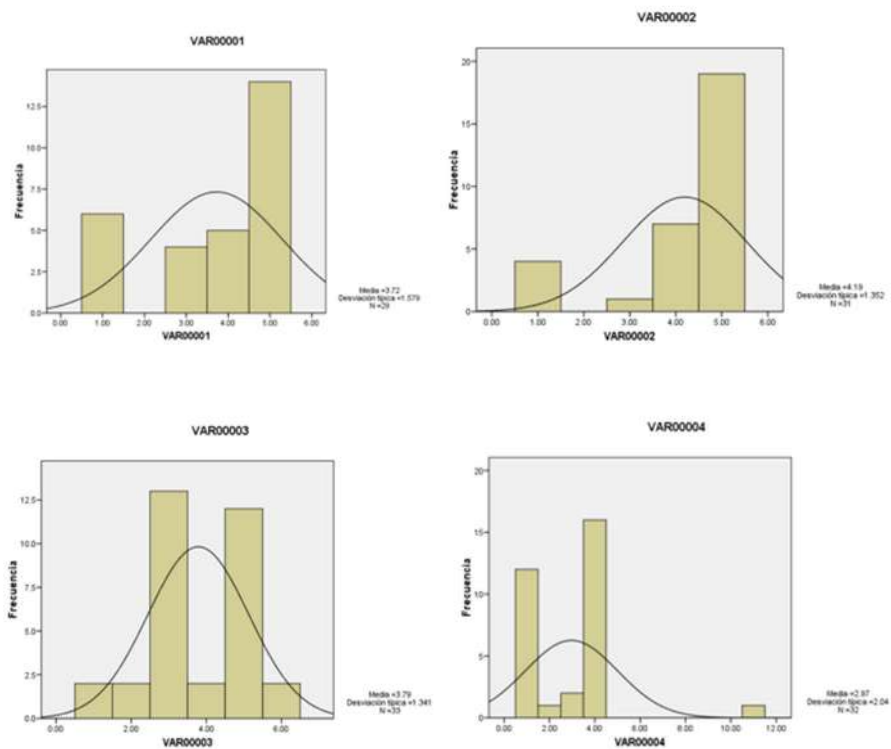 VAR00001
Frecuencia
12.5
10.0
7.5
5.0
2.5
0.0
0.00 1.00 2.00 3.00 4.00 5.00 6.00
VAR00001
Media =3.72
Desviación típica =1.579
N =29
VAR00002
Frecuencia
20
15
10
5
0
0.00 1.00 2.00 3.00 4.00 5.00 6.00
VAR00002
Media =4.19
Desviación típica =1.352
N =31
VAR00003
Frecuencia
12.5
10.0
7.5
5.0
2.5
0.0
0.00 2.00 4.00 6.00
VAR00003
Media =3.79
Desviación típica =1.341
N =33
VAR00004
Frecuencia
20
15
10
5
0
0.00 2.00 4.00 6.00 8.00 10.00 12.00
VAR00004
Media =2.97
Desviación típica =2.04
N =32